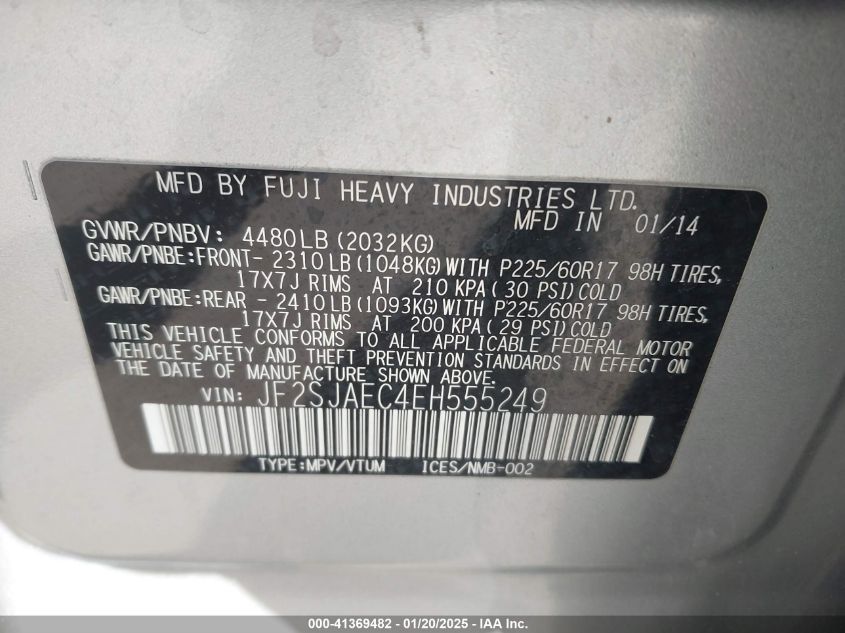 MFD BY FUJI HEAVY INDUSTRIES LTD.
MFD IN 01/14
GVWR/PNBV: 4480LB(2032KG)
GAWR/PNBE:FRONT- 2310LB(1048KG)WITH P225/60R17 98H TIRES,
17X7J RIMS AT 210 KPA(30 PSI)COLD
GAWR/PNBE:REAR - 2410LB(1093KG)WITH P225/60R17 98H TIRES,
17X7J RIMS AT 200 KPA(29 PSI)COLD
THIS VEHICLE CONFORMS TO ALL APPLICABLE FEDERAL MOTOR
VEHICLE SAFETY AND THEFT PREVENTION STANDARDS IN EFFECT ON
THE DATE OF MANUFACTURE SHOWN ABOVE.
VIN: JF2SJAEC4EH555249
TYPE:MPV/VTUM ICES/NMB-002
000-41369482 - 01/20/2025 - IAA Inc.